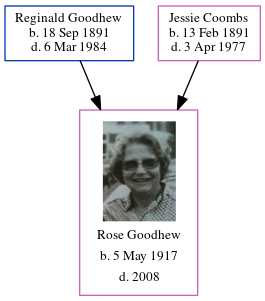 Reginald Goodhew
b. 18 Sep 1891
d. 6 Mar 1984
Jessie Coombs
b. 13 Feb 1891
d. 3 Apr 1977
Rose Goodhew
b. 5 May 1917
d. 2008